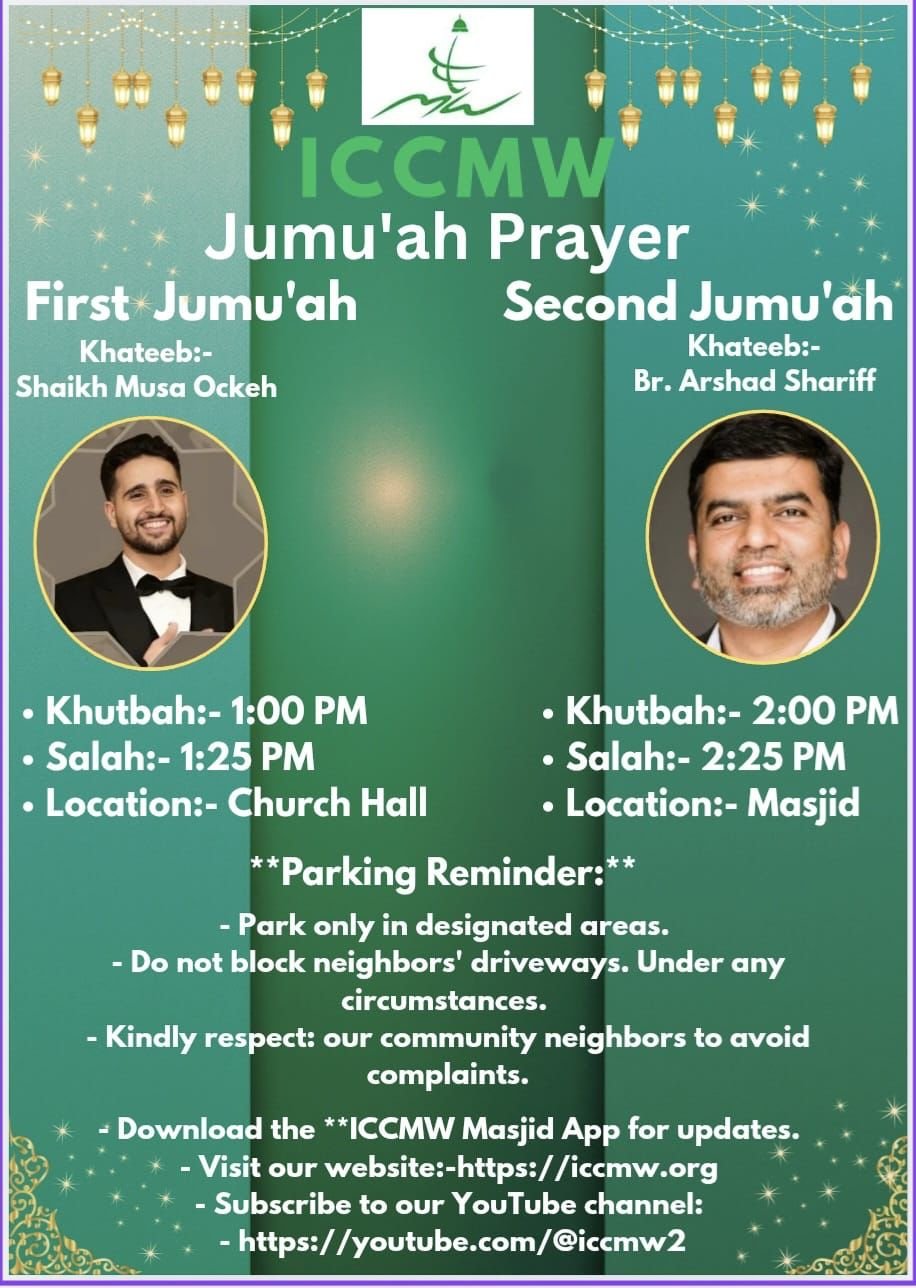 ICCMW
Jumu'ah Prayer
First Jumu'ah
Khateeb:-
Shaikh Musa Ockeh
• Khutbah:- 1:00 PM
• Salah:- 1:25 PM
• Location:- Church Hall
Second Jumu'ah
Khateeb:-
Br. Arshad Shariff
• Khutbah:- 2:00 PM
• Salah:- 2:25 PM
• Location:- Masjid
**Parking Reminder:**
- Park only in designated areas.
- Do not block neighbors' driveways. Under any
circumstances.
- Kindly respect: our community neighbors to avoid
complaints.
- Download the **ICCMW Masjid App for updates.
- Visit our website:-https://iccmw.org
- Subscribe to our YouTube channel:
- https://youtube.com/@iccmw2